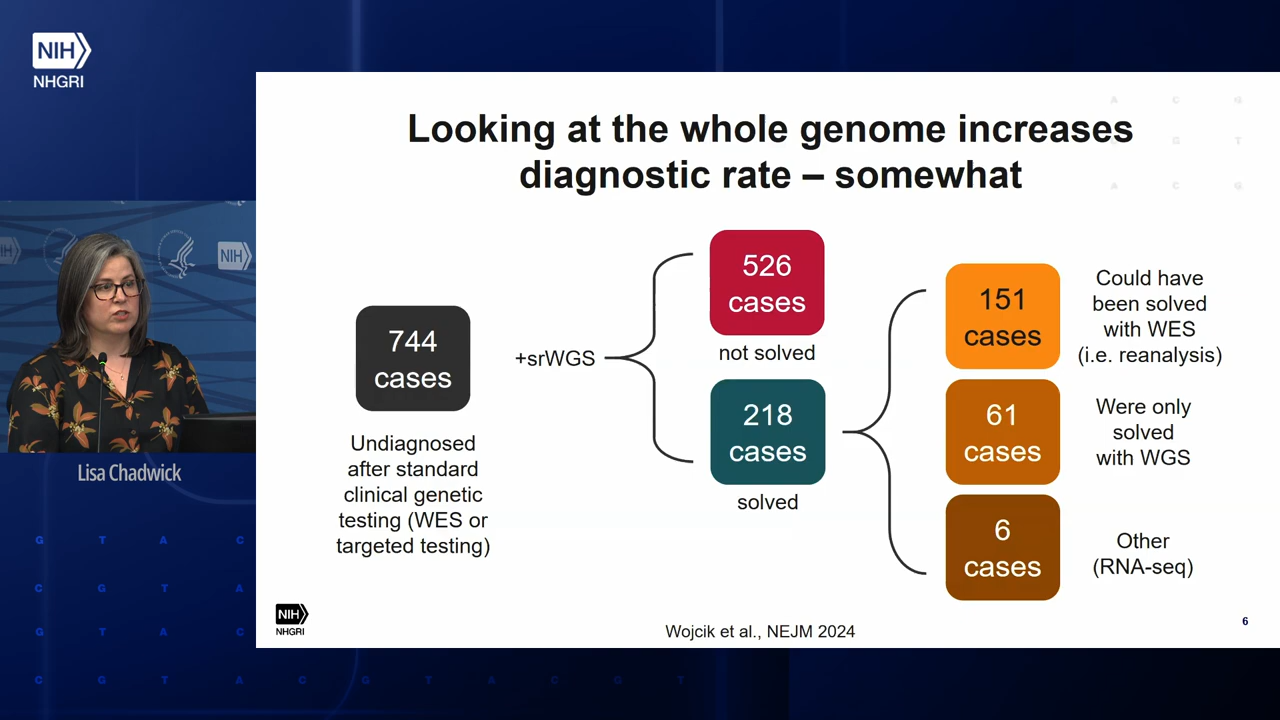 NIH
NHGRI
Looking at the whole genome increases
diagnostic rate – somewhat
744
cases
Undiagnosed
after standard
clinical genetic
testing (WES or
targeted testing)
+srWGS
526
cases
not solved
218
cases
solved
151
cases
Could have
been solved
with WES
(i.e. reanalysis)
61
cases
Were only
solved
with WGS
6
cases
Other
(RNA-seq)
NIH
NHGRI
Wojcik et al., NEJM 2024
6
NIH
Lisa Chadwick
A C G
G T
A C
G T A C
C G T A
G T A C
C G T A C G T A C G T